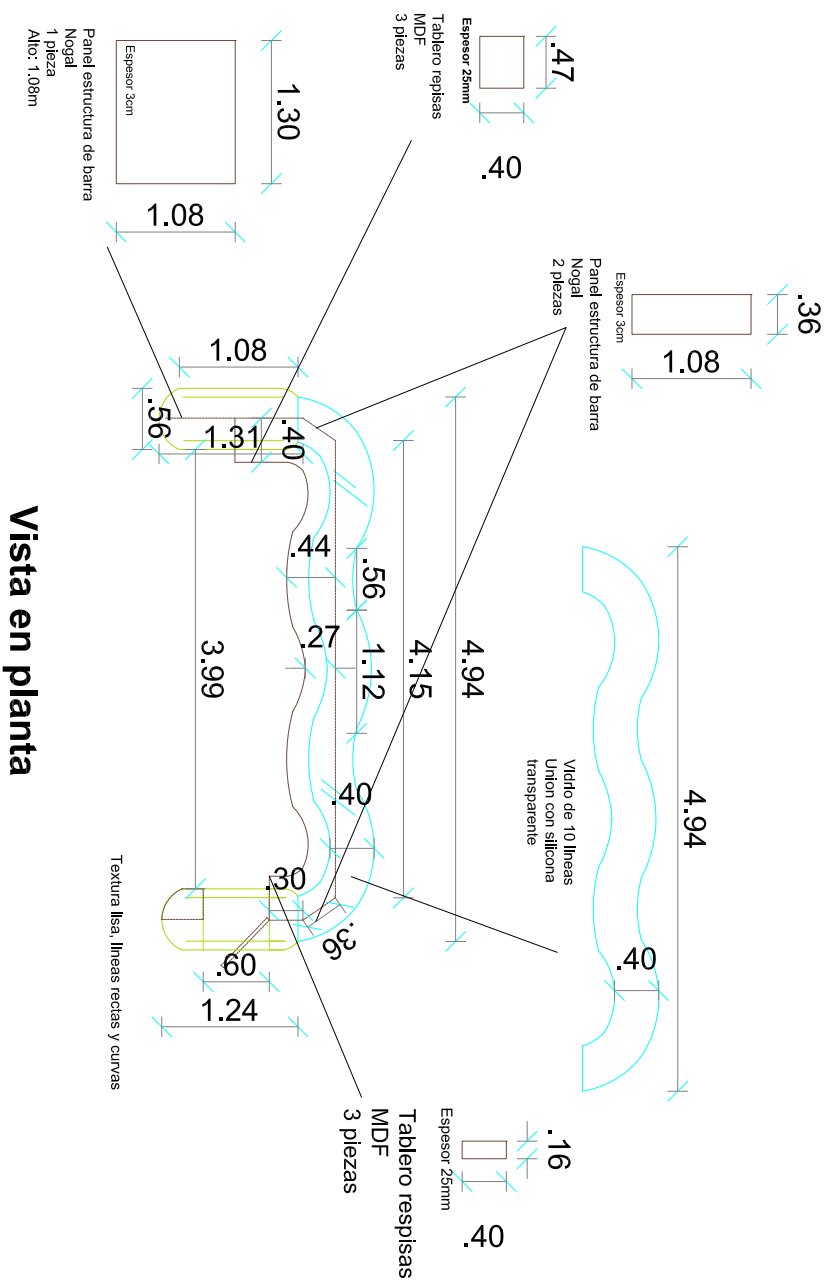 .47
.40
Espesor 25mm
Tablero repisas
MDF
3 piezas
1.30
1.08
Espesor 3cm
Panel estructura de barra
Nogal
1 pieza
Alto: 1.08m
.36
1.08
Espesor 3cm
Panel estructura de barra
Nogal
2 piezas
1.08
.56
1.31
.40
.44
.56
.27
1.12
4.15
4.94
3.99
.40
.30
.36
.60
1.24
4.94
.40
Vidrio de 10 lineas
Union con silicona
transparente
Textura lisa, lineas rectas y curvas
.16
.40
Espesor 25mm
Tablero respisas
MDF
3 piezas
Vista en planta